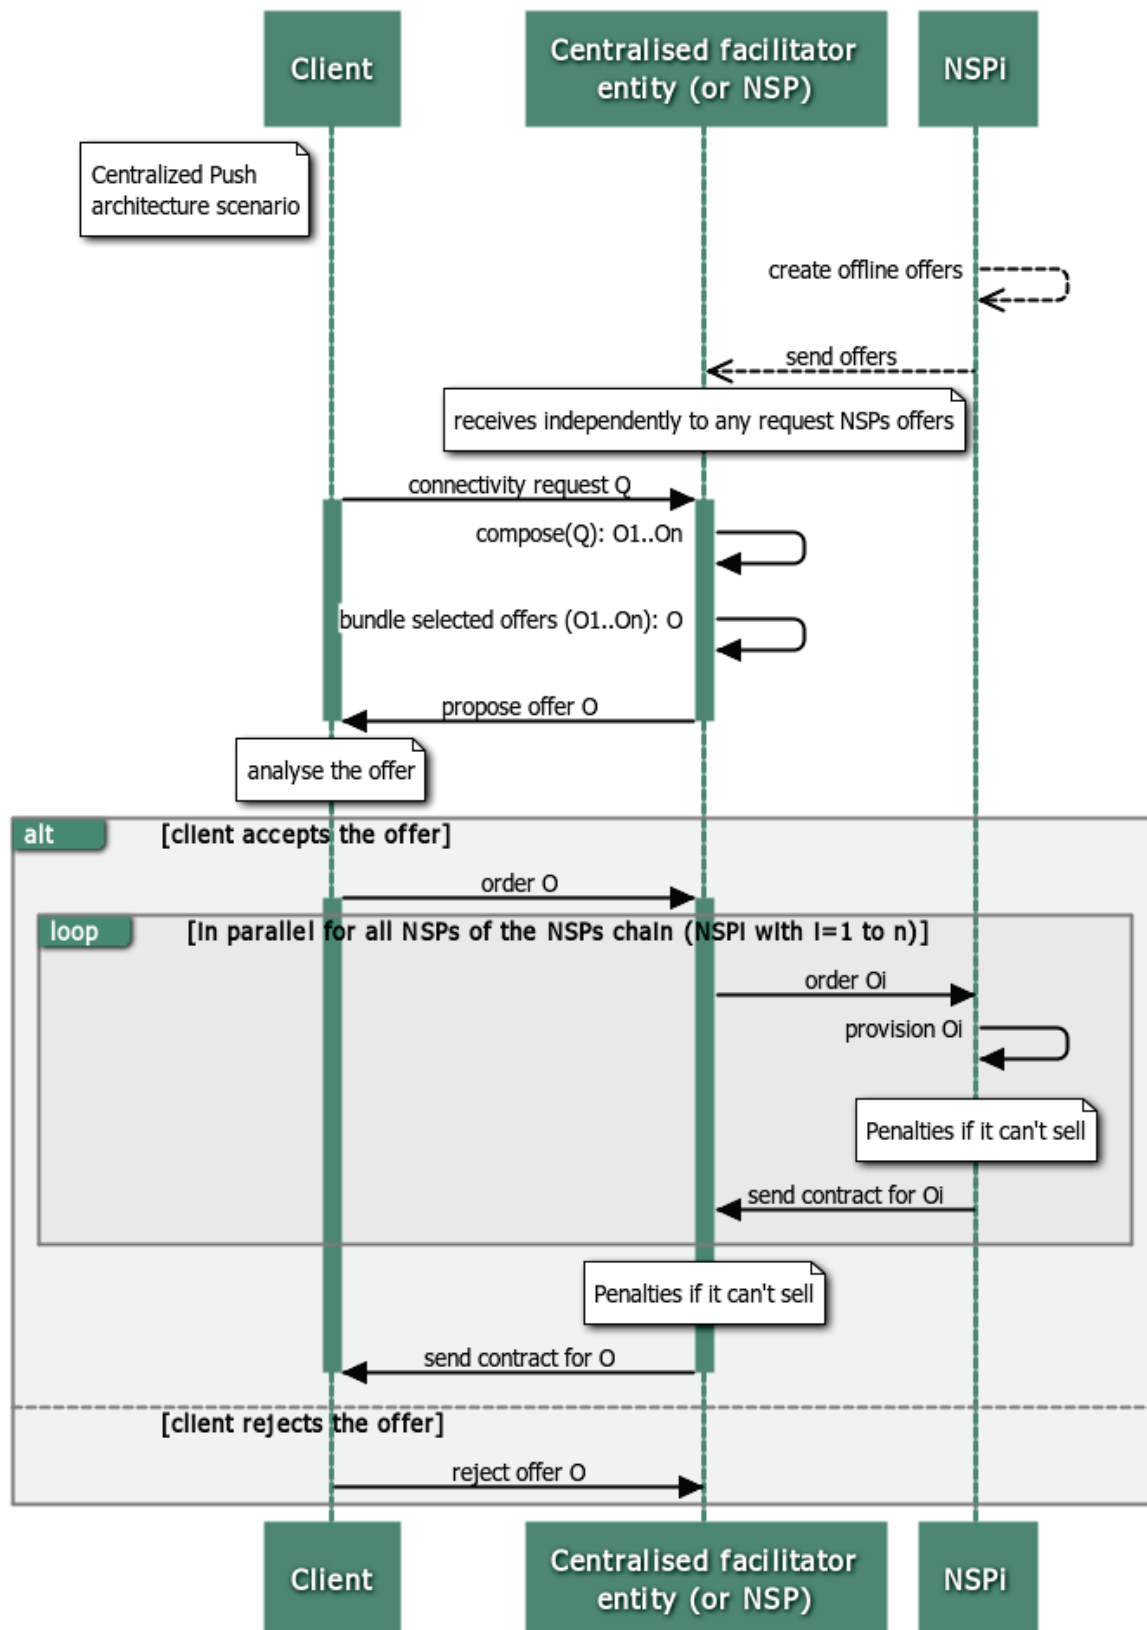 Client
Centralised facilitator
entity (or NSP)
NSPi
Centralized Push
architecture scenario
create offline offers
send offers
receives independently to any request NSPs offers
connectivity request Q
compose(Q): O1..On
bundle selected offers (O1..On): O
propose offer O
analyse the offer
alt
[client accepts the offer]
order O
loop
[in parallel for all NSPs of the NSPs chain (NSPi with i=1 to n)]
order Oi
provision Oi
Penalties if it can't sell
send contract for Oi
Penalties if it can't sell
send contract for O
[client rejects the offer]
reject offer O
Client
Centralised facilitator
entity (or NSP)
NSPi